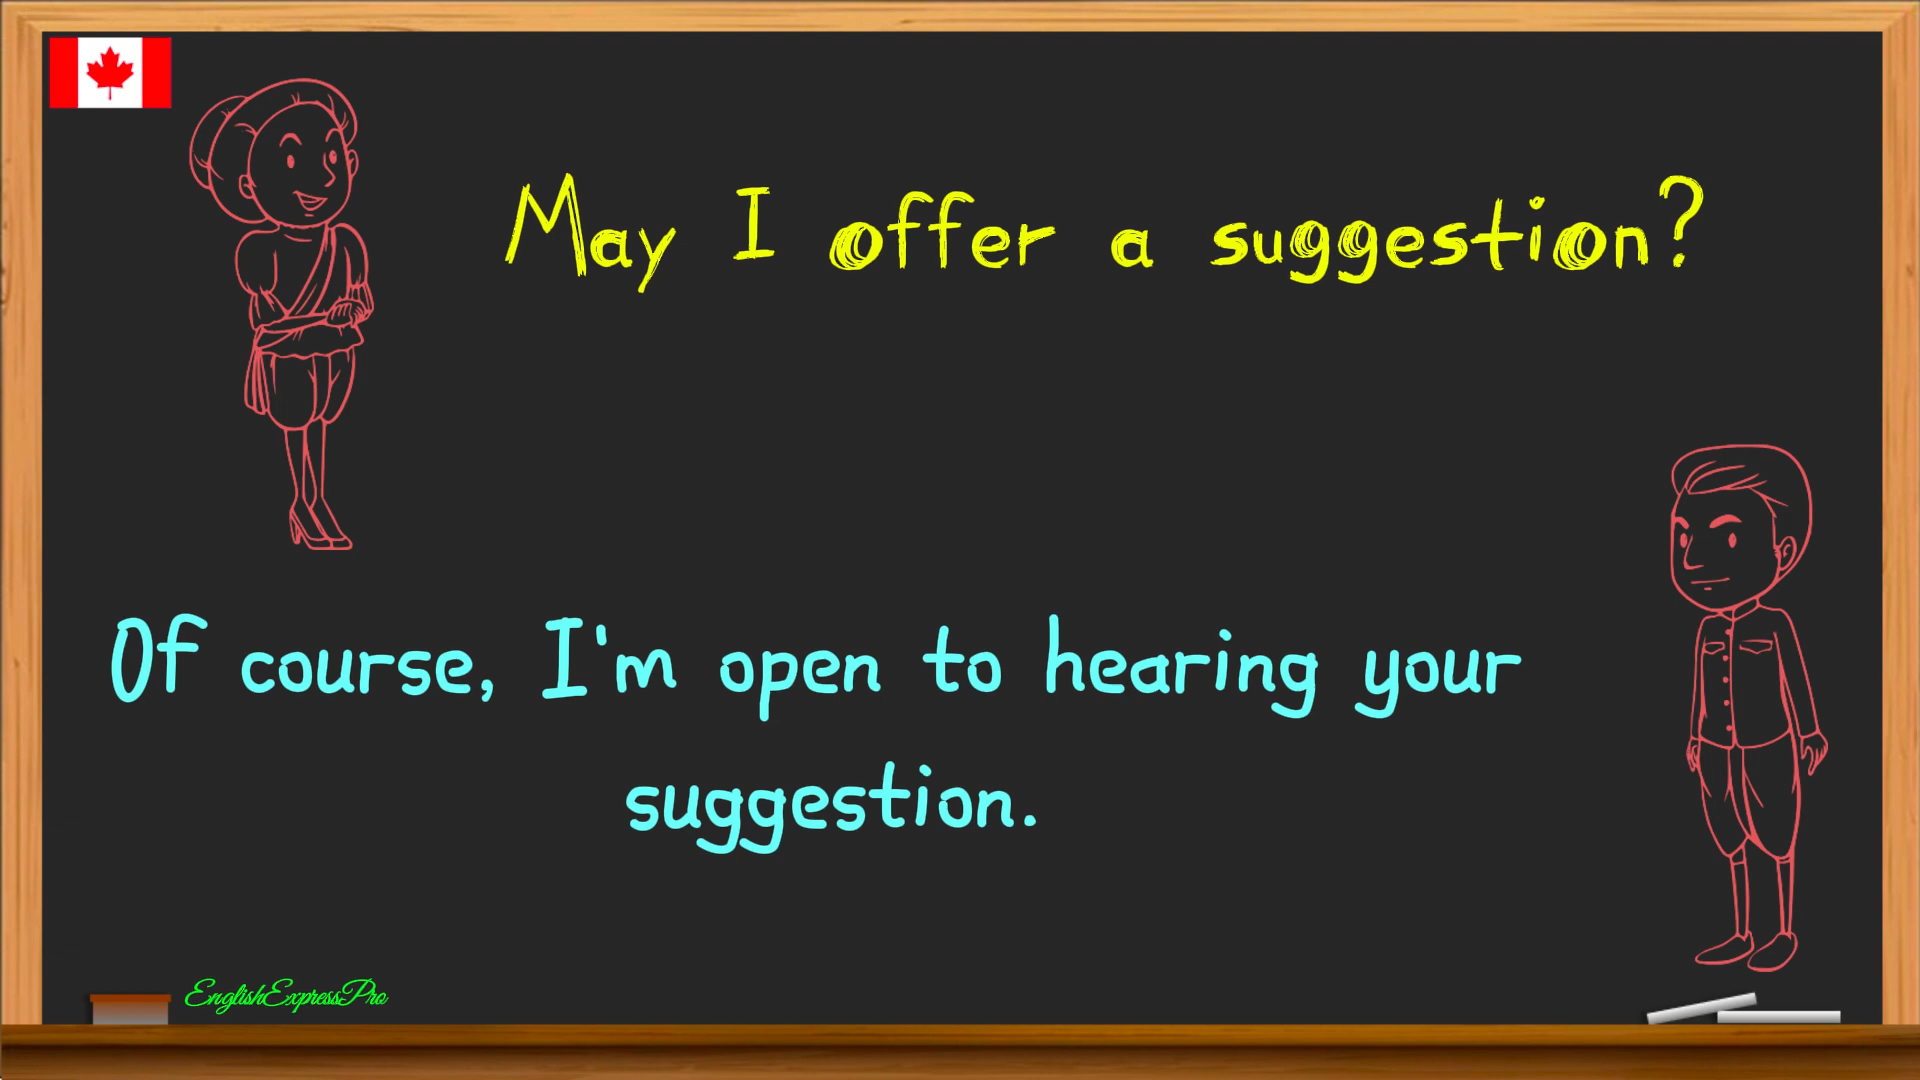 May I offer a suggestion?
Of course, I'm open to hearing your
suggestion.
EnglishExpressPro